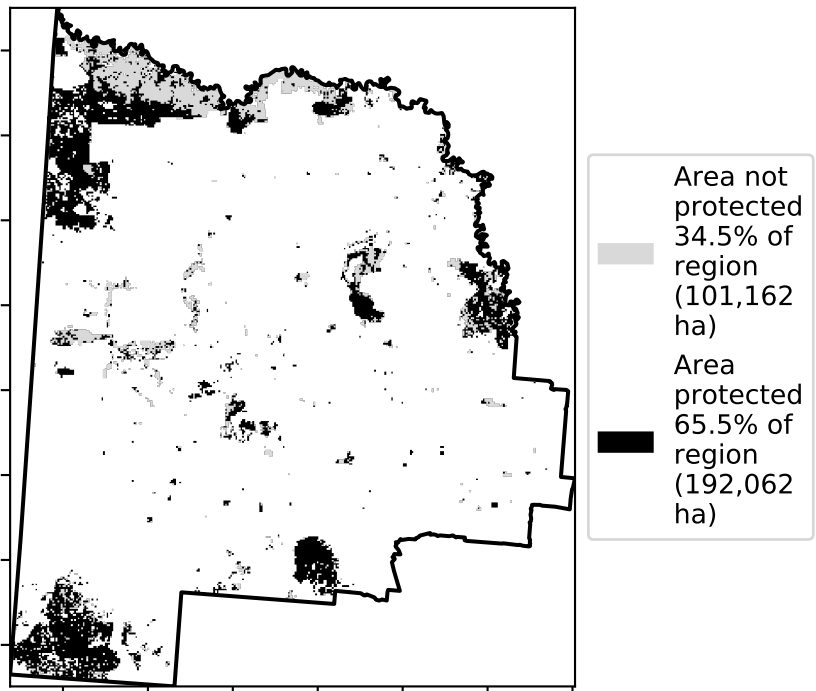 Area not
protected
34.5% of
region
(101,162
ha)
Area
protected
65.5% of
region
(192,062
ha)